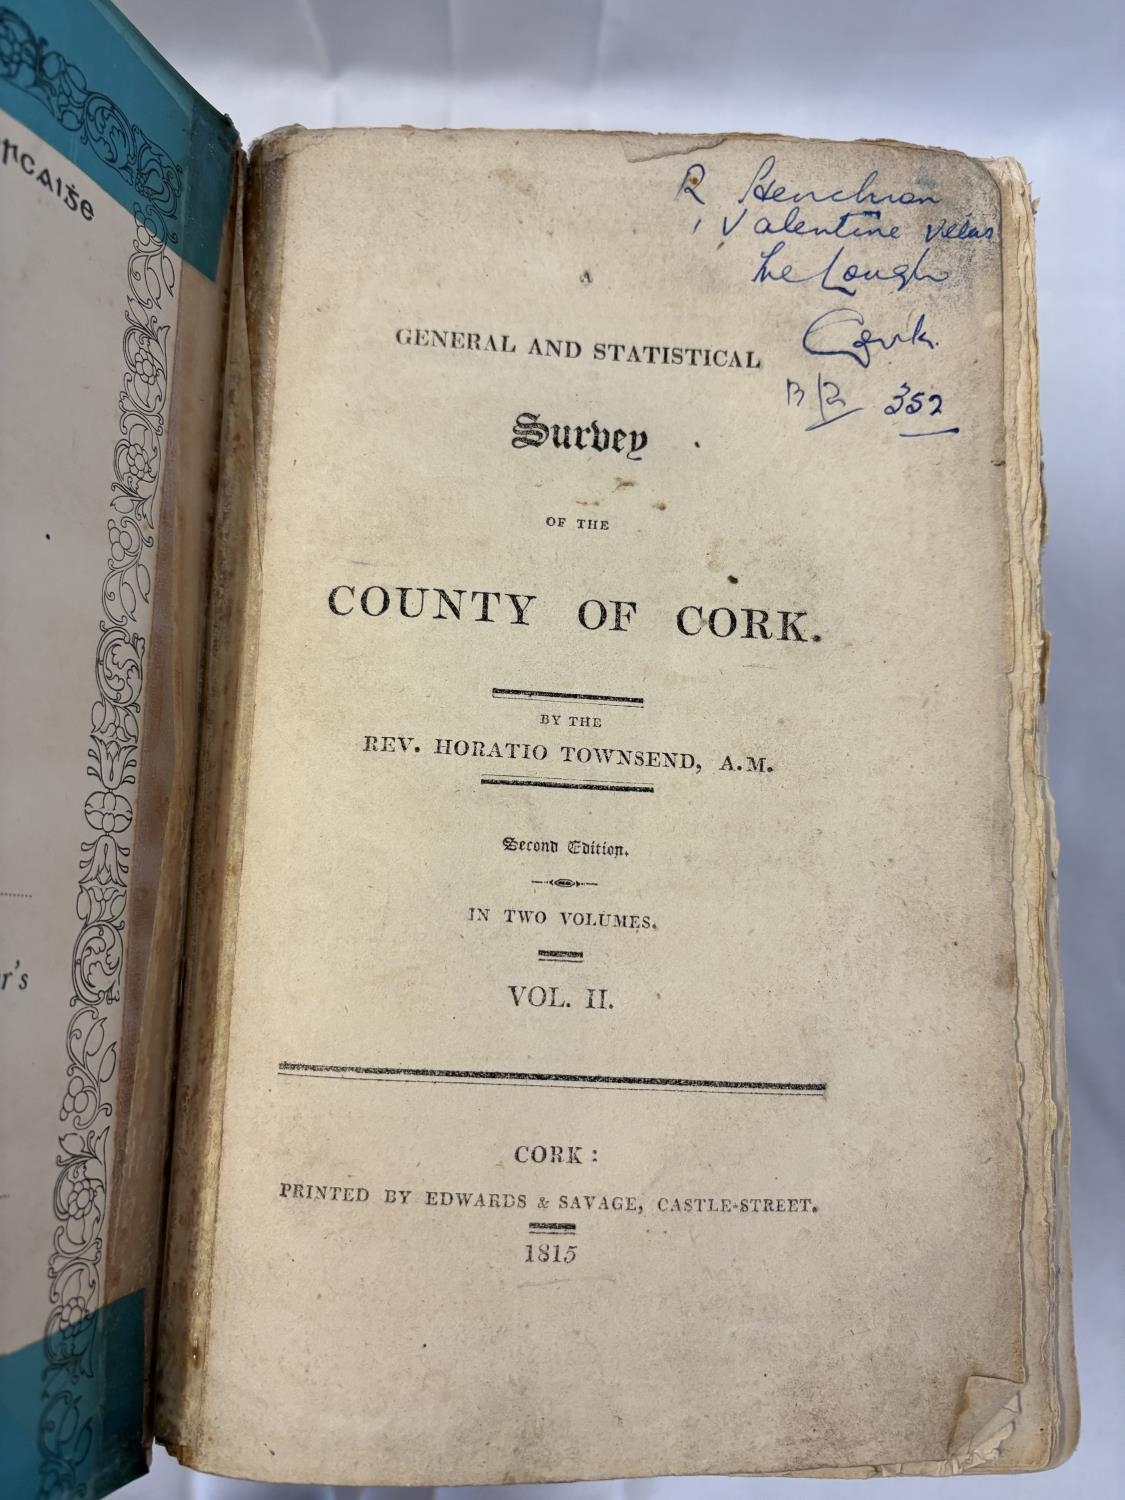 R Henchion
1 Valentine Villas
The Lough
Cork.
B/R 352
A
GENERAL AND STATISTICAL
Survey
OF THE
COUNTY OF CORK.
BY THE
REV. HORATIO TOWNSEND, A.M.
Second Edition.
IN TWO VOLUMES.
VOL. II.
CORK:
PRINTED BY EDWARDS & SAVAGE, CASTLE-STREET.
1815